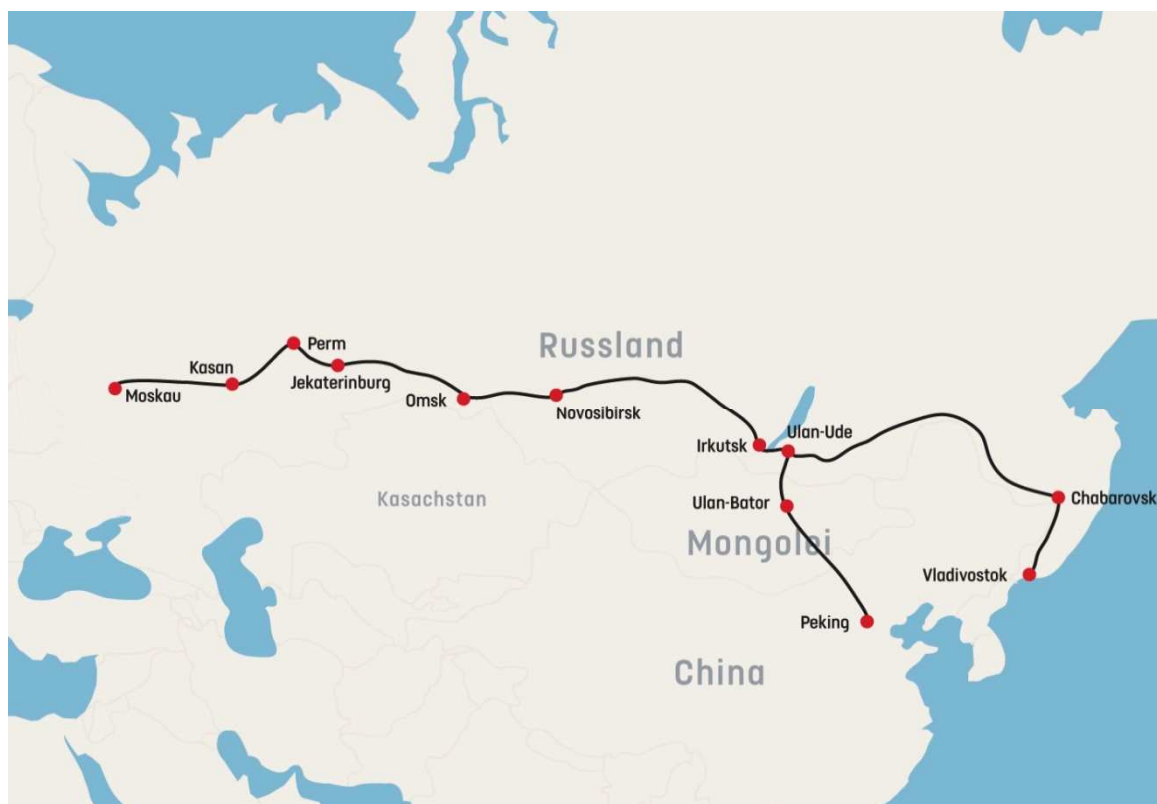 Russland
Perm
Kasan
Jekaterinburg
Moskau
Omsk
Novosibirsk
Ulan-Ude
Irkutsk
Kasachstan
Ulan-Bator
Chabarovsk
Mongolei
Vladivostok
Peking
China